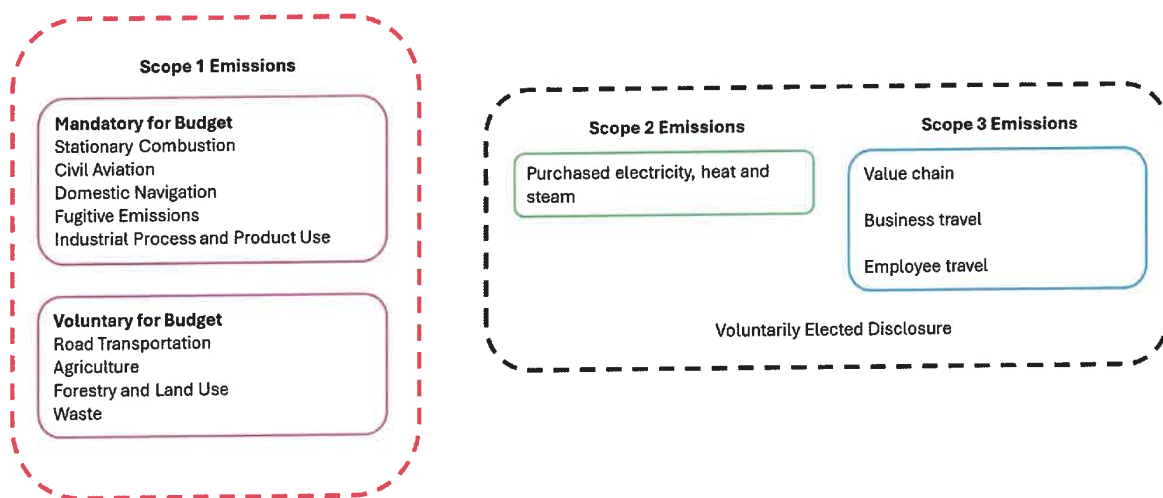 Scope 1 Emissions
Mandatory for Budget
Stationary Combustion
Civil Aviation
Domestic Navigation
Fugitive Emissions
Industrial Process and Product Use
Voluntary for Budget
Road Transportation
Agriculture
Forestry and Land Use
Waste
Scope 2 Emissions
Purchased electricity, heat and
steam
Scope 3 Emissions
Value chain
Business travel
Employee travel
Voluntarily Elected Disclosure